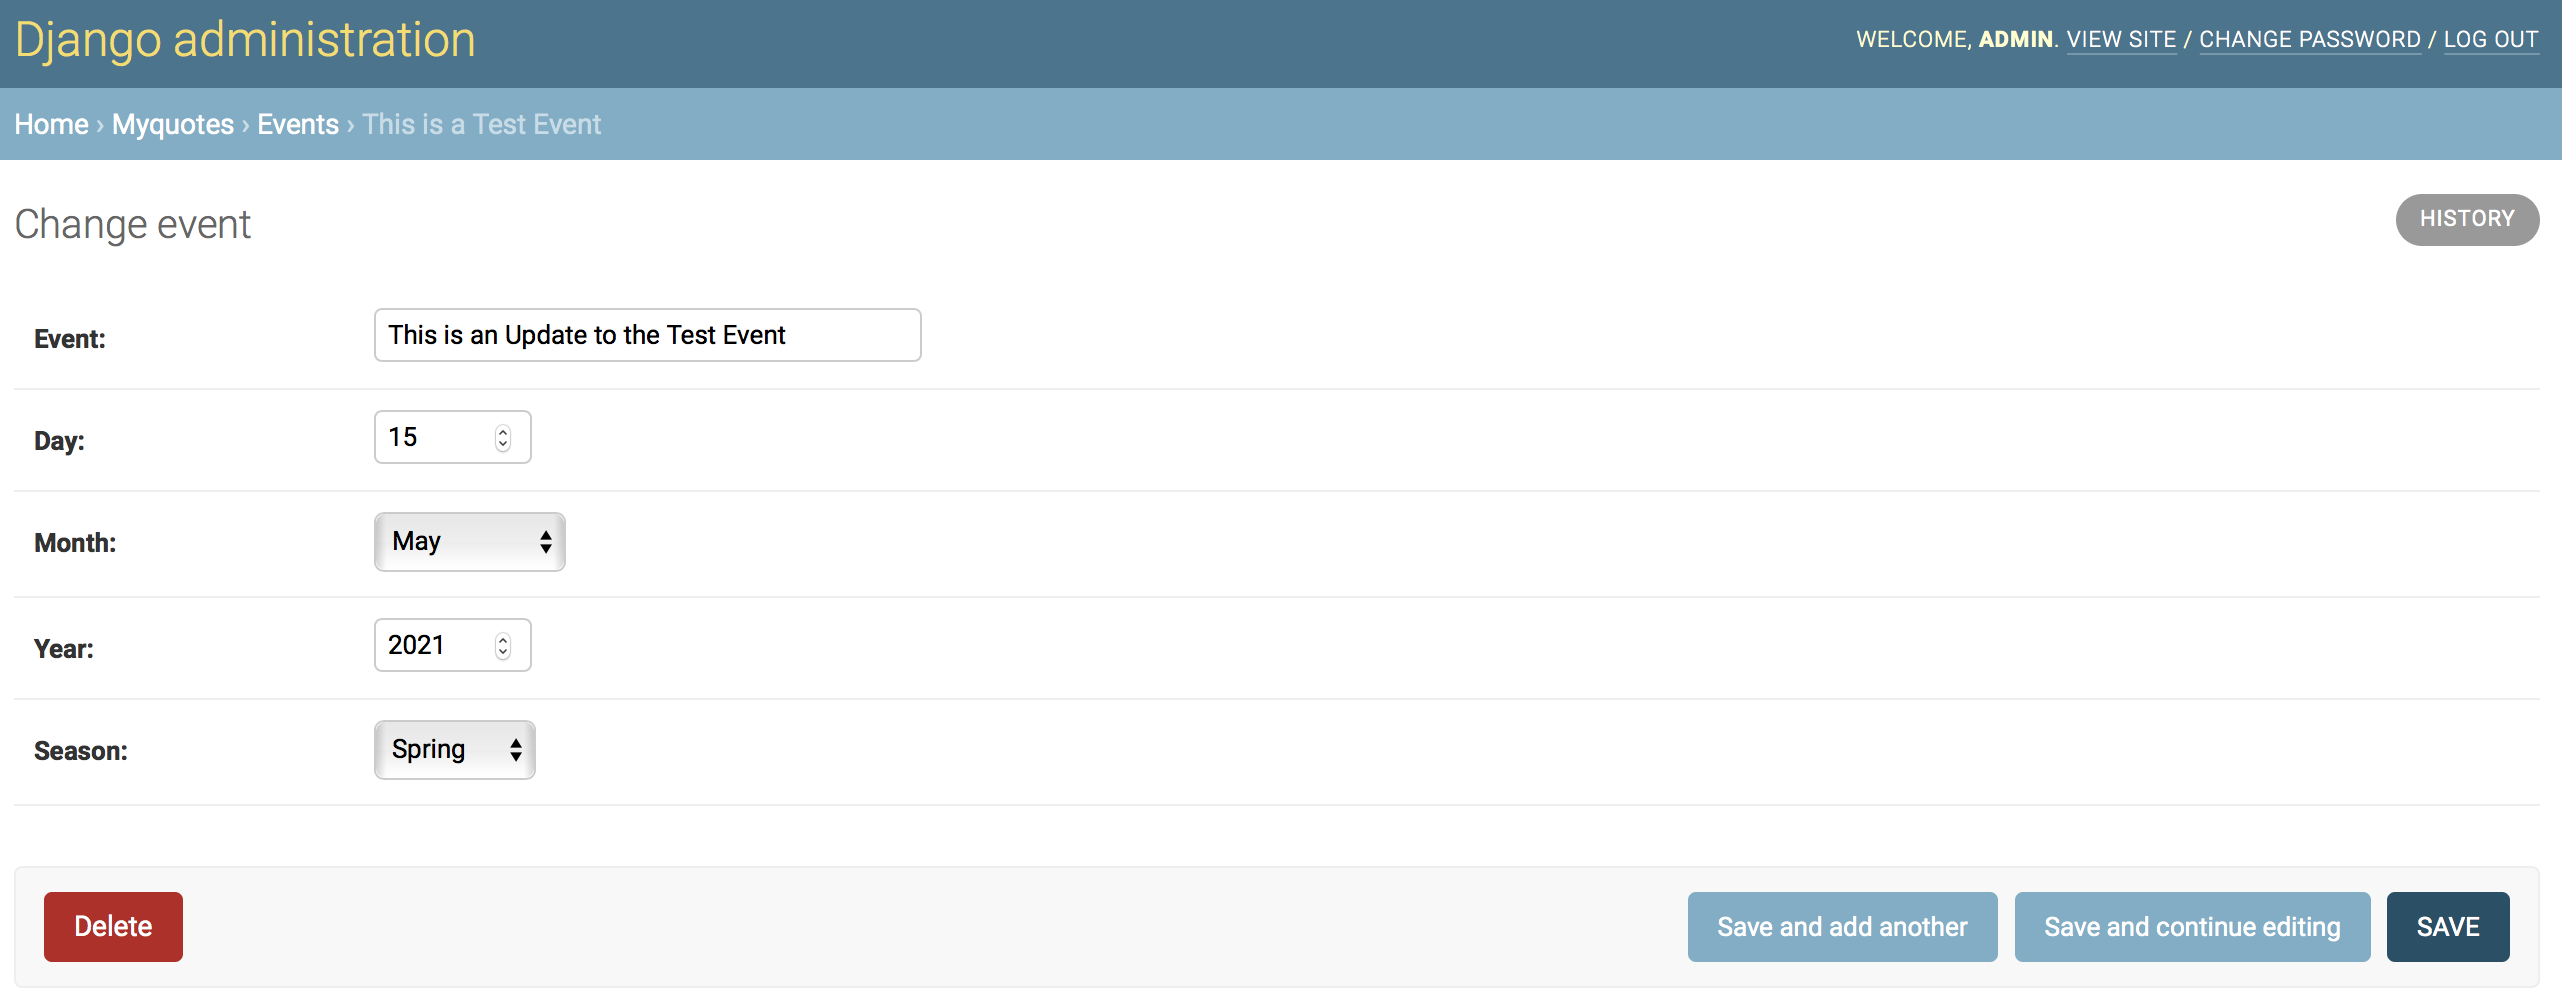 Django administration
WELCOME, ADMIN. VIEW SITE / CHANGE PASSWORD / LOG OUT
Home › Myquotes › Events › This is a Test Event
Change event
HISTORY
Event: This is an Update to the Test Event
Day: 15
Month: May
Year: 2021
Season: Spring
Delete Save and add another Save and continue editing SAVE